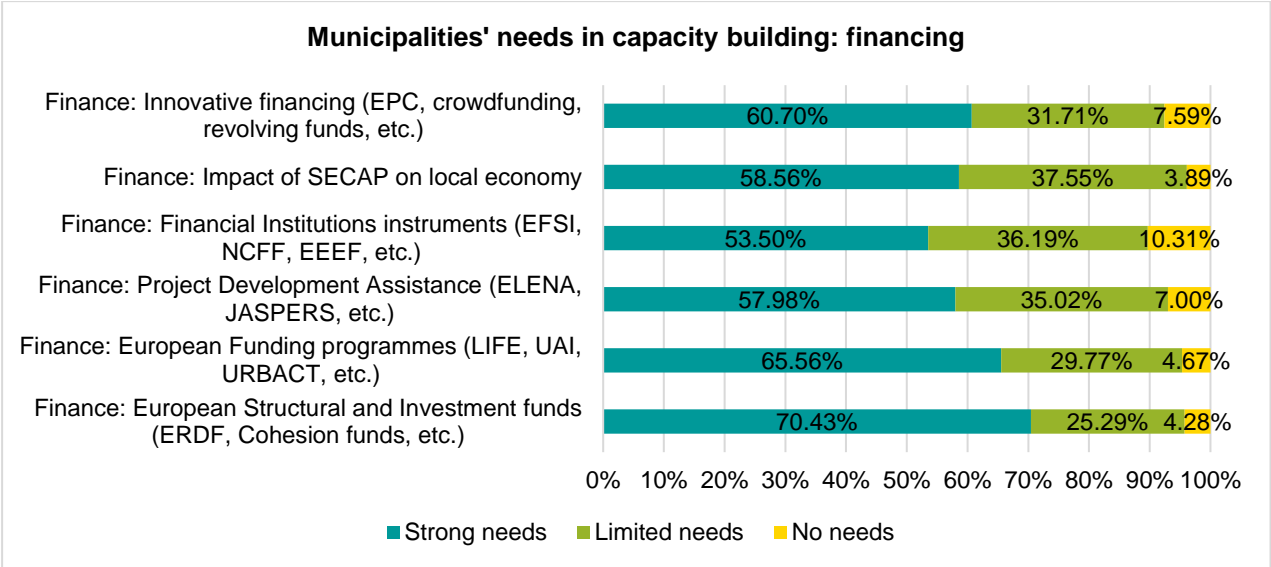 Municipalities' needs in capacity building: financing
Finance: Innovative financing (EPC, crowdfunding,
revolving funds, etc.)
60.70% 31.71% 7.59%
Finance: Impact of SECAP on local economy
58.56% 37.55% 3.89%
Finance: Financial Institutions instruments (EFSI,
NCFF, EEEF, etc.)
53.50% 36.19% 10.31%
Finance: Project Development Assistance (ELENA,
JASPERS, etc.)
57.98% 35.02% 7.00%
Finance: European Funding programmes (LIFE, UAI,
URBACT, etc.)
65.56% 29.77% 4.67%
Finance: European Structural and Investment funds
(ERDF, Cohesion funds, etc.)
70.43% 25.29% 4.28%
0% 10% 20% 30% 40% 50% 60% 70% 80% 90% 100%
Strong needs Limited needs No needs